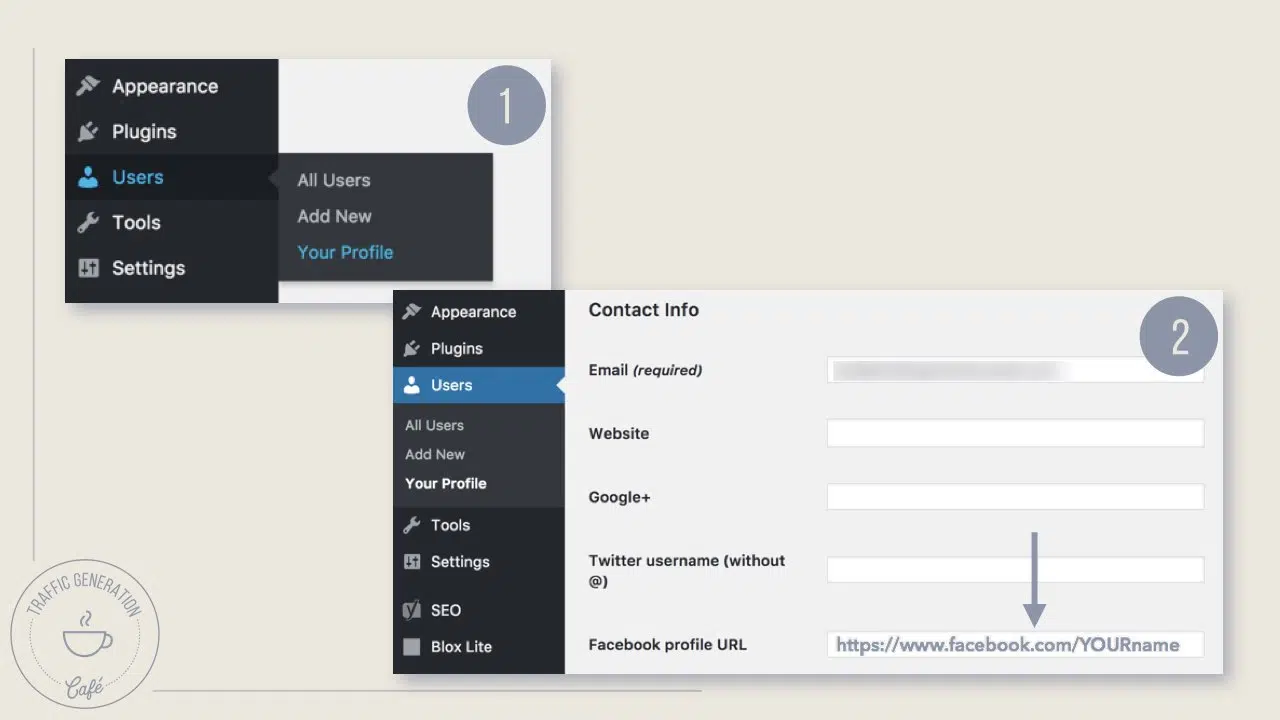 Appearance
1
Plugins
Users
All Users
Add New
Your Profile
Tools
Settings
Appearance
Plugins
Users
All Users
Add New
Your Profile
Tools
Settings
SEO
Blox Lite
Contact Info
2
Email (required)
Website
Google+
Twitter username (without
@)
Facebook profile URL
https://www.facebook.com/YOURname
TRAFFIC GENERATION
Café